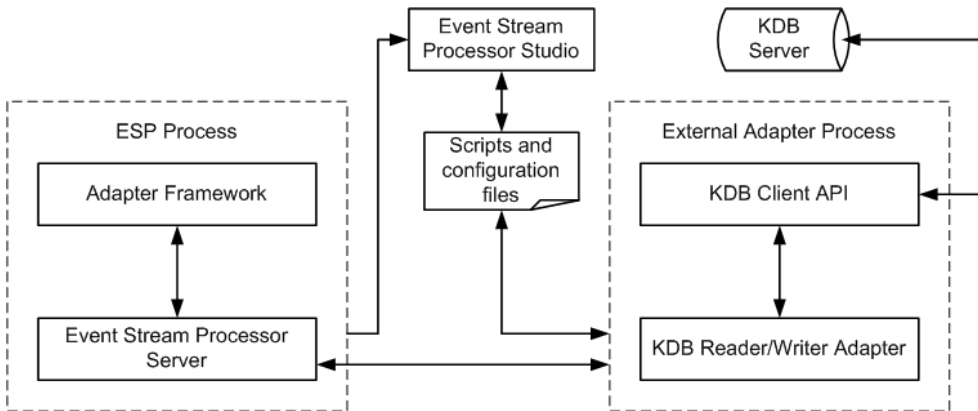 Event Stream
Processor Studio
KDB
Server
ESP Process
External Adapter Process
Scripts and
configuration
files
Adapter Framework
KDB Client API
Event Stream Processor
Server
KDB Reader/Writer Adapter